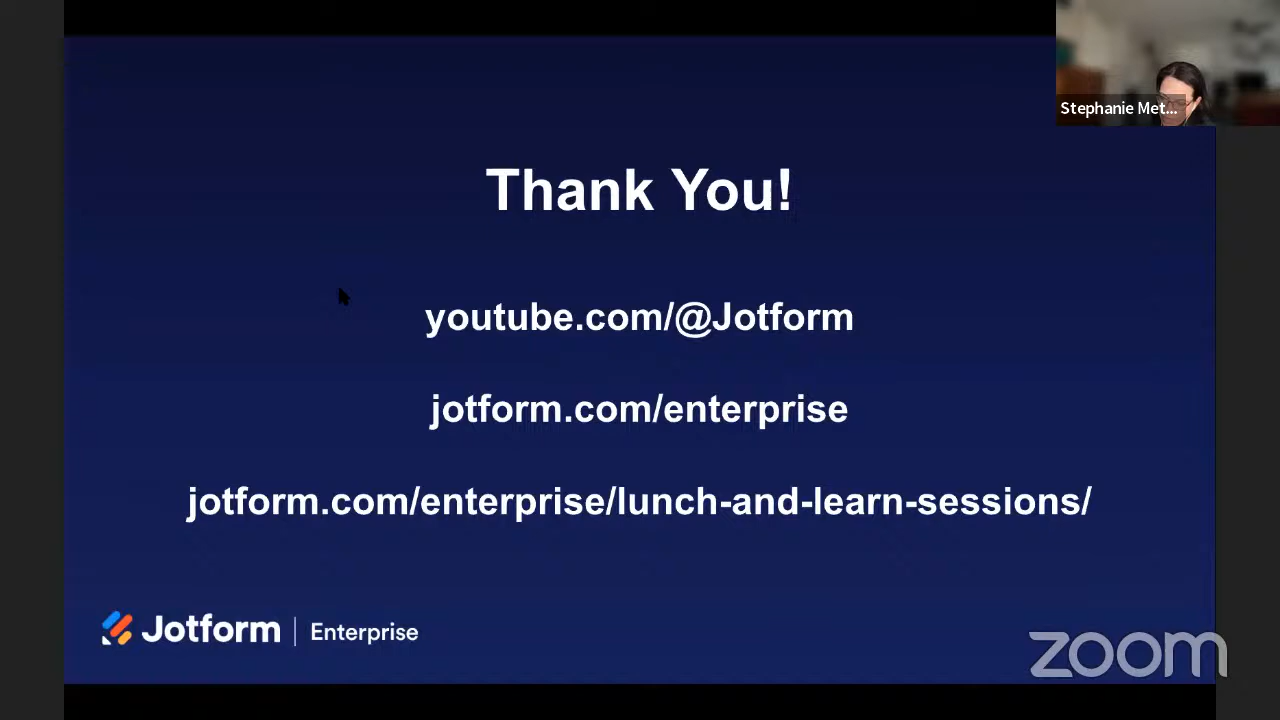 Stephanie Met...
Thank You!
youtube.com/@Jotform
jotform.com/enterprise
jotform.com/enterprise/lunch-and-learn-sessions/
Jotform | Enterprise
zoom